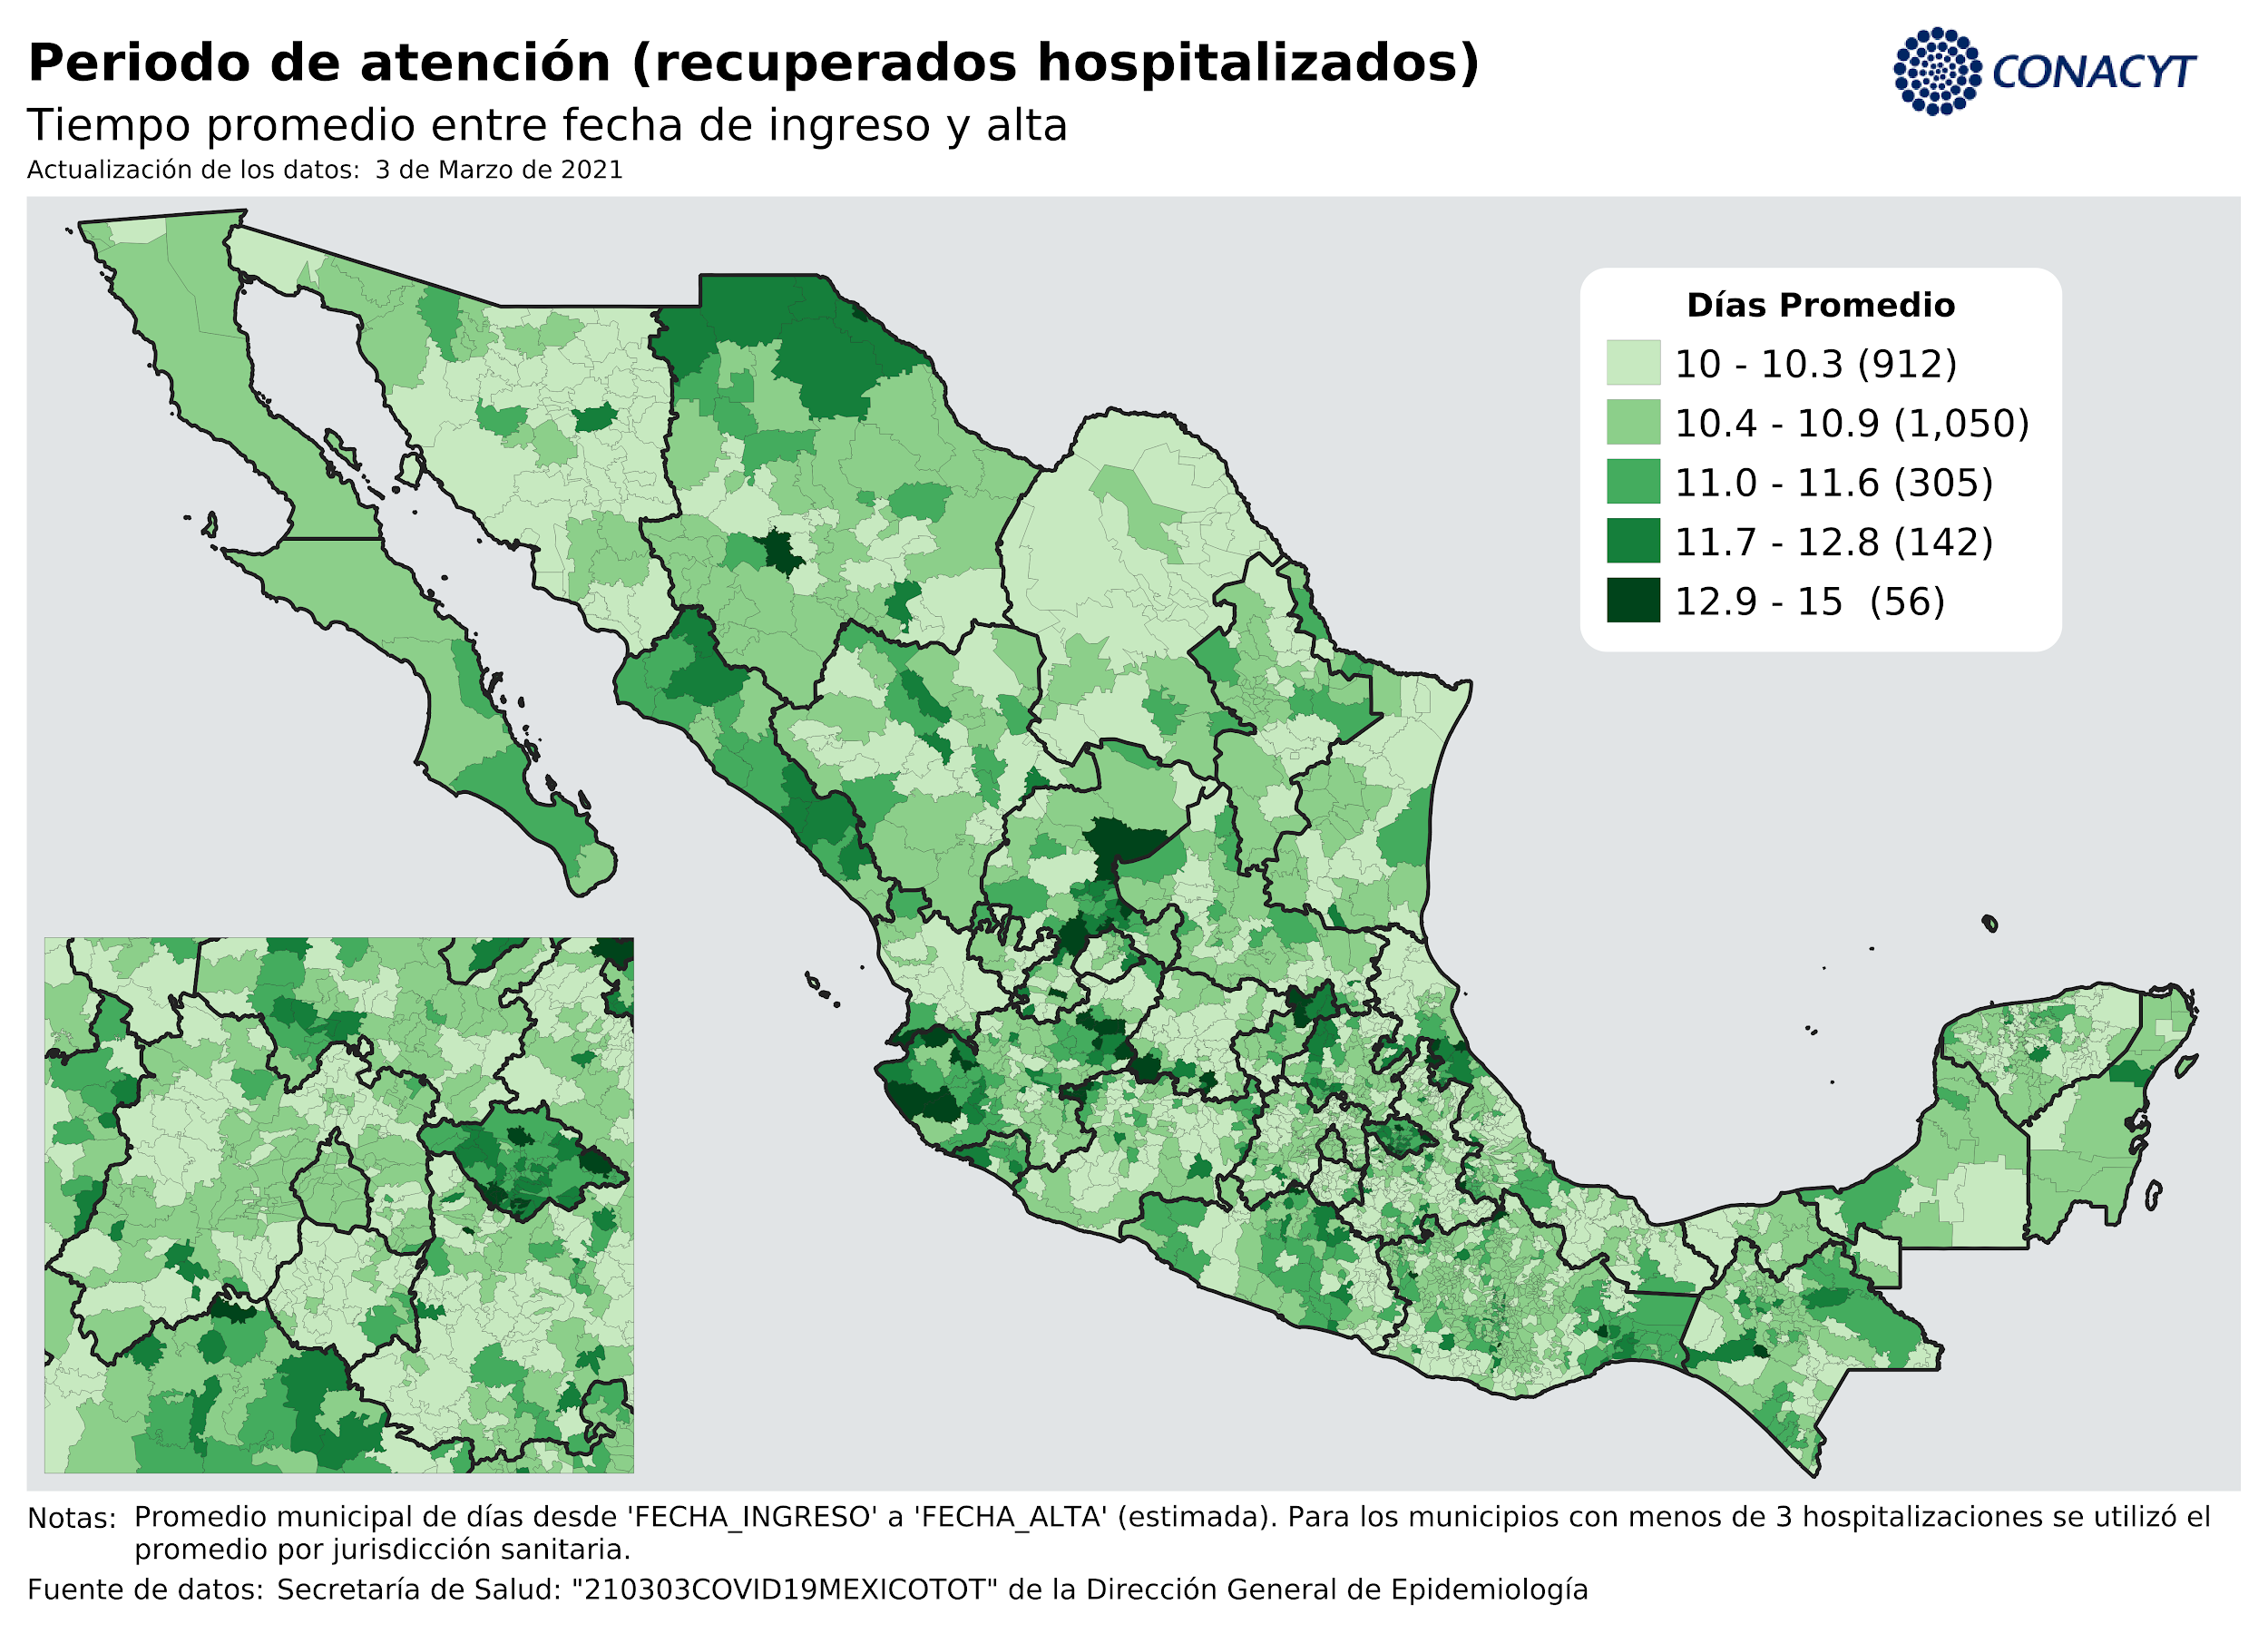 Periodo de atención (recuperados hospitalizados)
Tiempo promedio entre fecha de ingreso y alta
Actualización de los datos: 3 de Marzo de 2021
CONACYT
Días Promedio
10 - 10.3 (912)
10.4 - 10.9 (1,050)
11.0 - 11.6 (305)
11.7 - 12.8 (142)
12.9 - 15 (56)
Notas: Promedio municipal de días desde 'FECHA_INGRESO' a 'FECHA_ALTA' (estimada). Para los municipios con menos de 3 hospitalizaciones se utilizó el
promedio por jurisdicción sanitaria.
Fuente de datos: Secretaría de Salud: "210303COVID19MEXICOTOT" de la Dirección General de Epidemiología